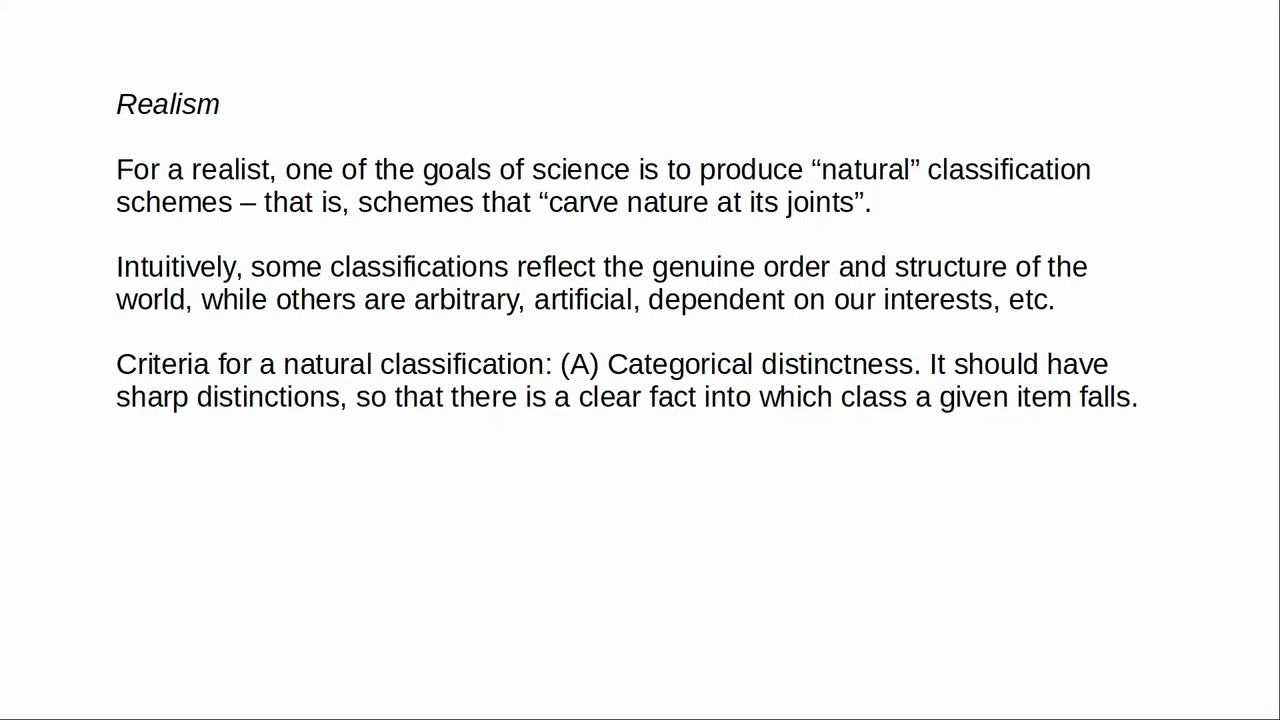 Realism
For a realist, one of the goals of science is to produce “natural” classification
schemes – that is, schemes that “carve nature at its joints”.
Intuitively, some classifications reflect the genuine order and structure of the
world, while others are arbitrary, artificial, dependent on our interests, etc.
Criteria for a natural classification: (A) Categorical distinctness. It should have
sharp distinctions, so that there is a clear fact into which class a given item falls.